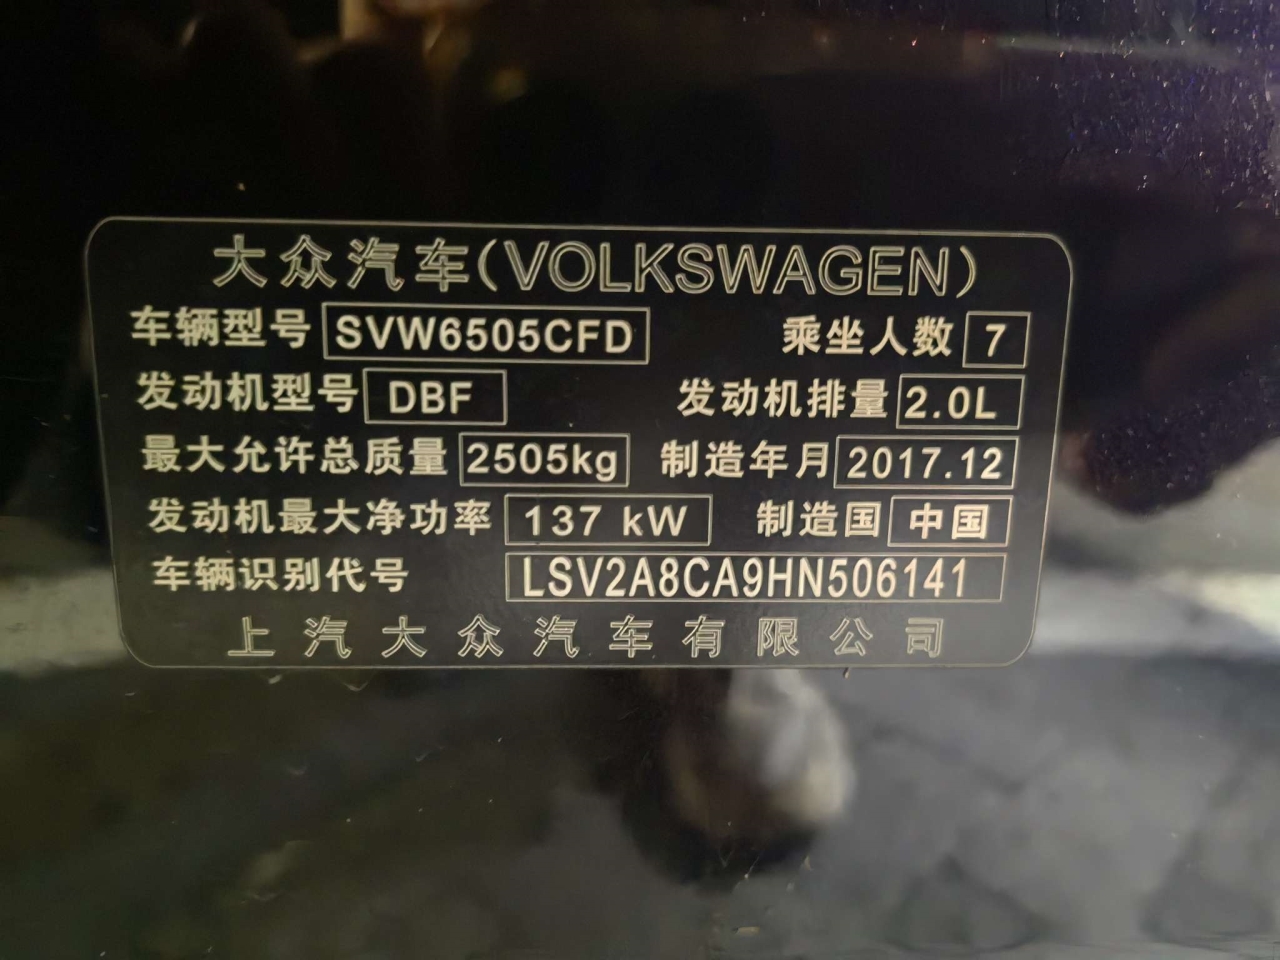 大众汽车(VOLKSWAGEN)
车辆型号 SVW6505CFD 乘坐人数 7
发动机型号 DBF 发动机排量 2.0L
最大允许总质量 2505kg 制造年月 2017.12
发动机最大净功率 137 kW 制造国 中国
车辆识别代号 LSV2A8CA9HN506141
上汽大众汽车有限公司